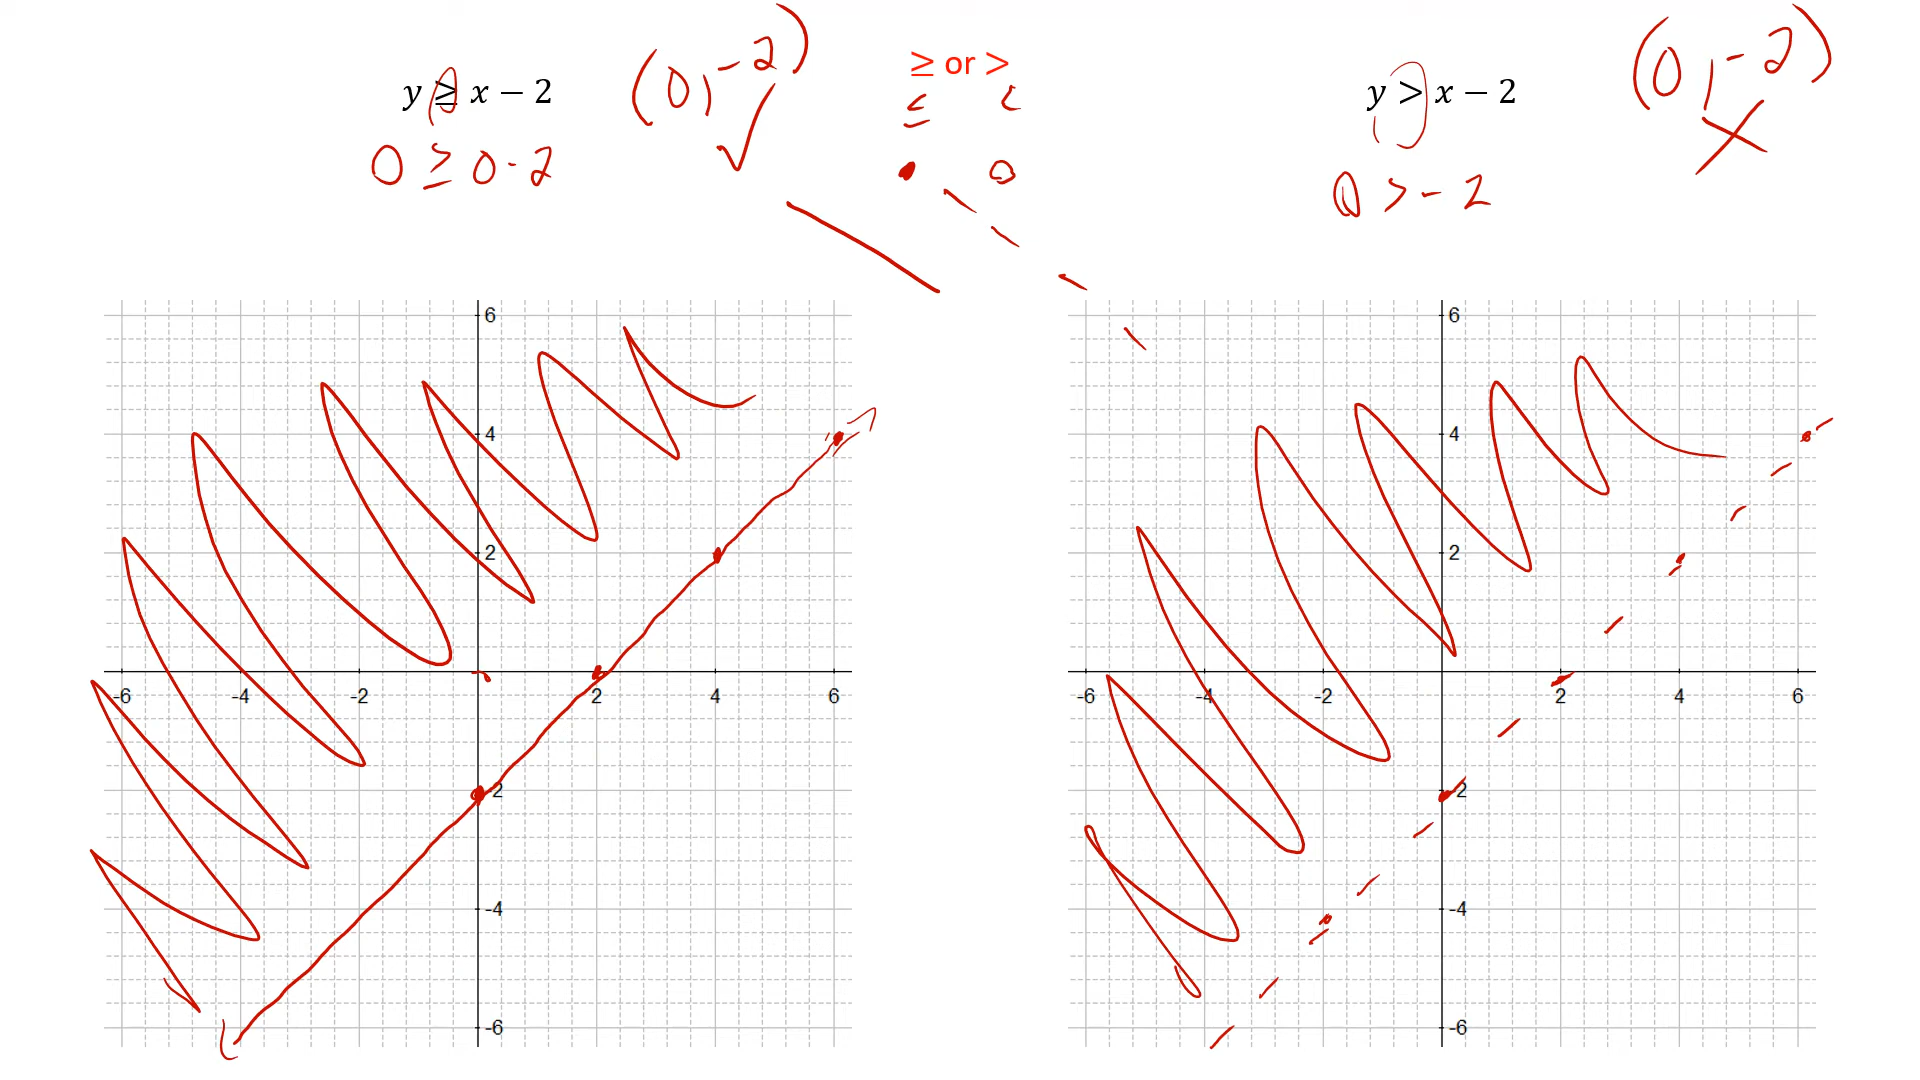 y ≥ x − 2
(0, -2)
✓
≥ or >
≤ <
y > x − 2
(0, -2)
0 ≥ 0 - 2
0 > - 2
6
4
2
-6 -4 -2 2 4 6
-2
-4
-6
6
4
2
-6 -4 -2 2 4 6
-2
-4
-6